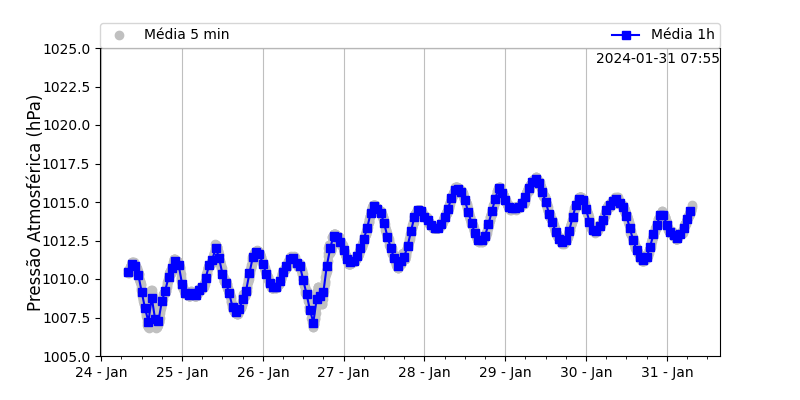 Média 5 min
Média 1h
2024-01-31 07:55
Pressão Atmosférica (hPa)
1025.0
1022.5
1020.0
1017.5
1015.0
1012.5
1010.0
1007.5
1005.0
24 - Jan
25 - Jan
26 - Jan
27 - Jan
28 - Jan
29 - Jan
30 - Jan
31 - Jan